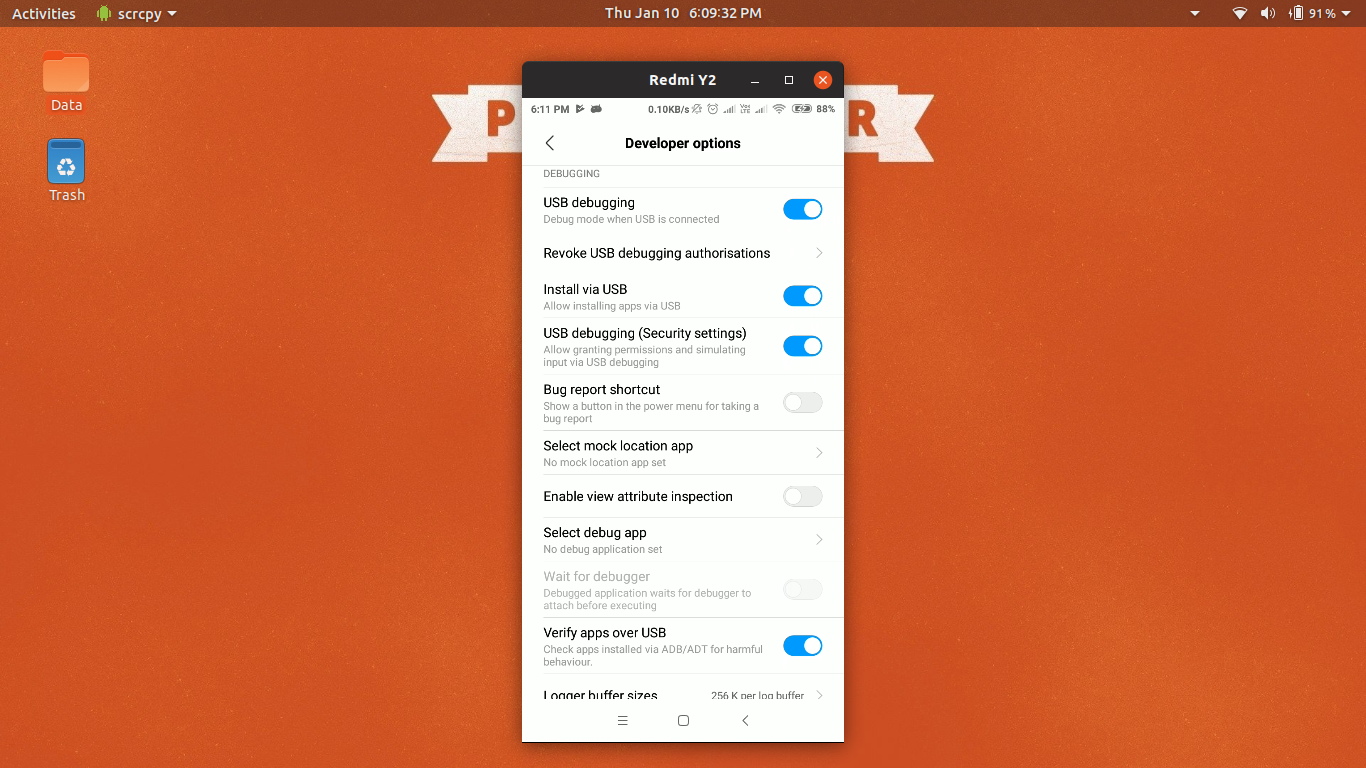 Activities scrcpy Thu Jan 10 6:09:32 PM 91 %
Data
Trash
P R
Redmi Y2
6:11 PM 0.10KB/s Vo) LTE 88%
Developer options
DEBUGGING
USB debugging
Debug mode when USB is connected
Revoke USB debugging authorisations
Install via USB
Allow installing apps via USB
USB debugging (Security settings)
Allow granting permissions and simulating
input via USB debugging
Bug report shortcut
Show a button in the power menu for taking a
bug report
Select mock location app
No mock location app set
Enable view attribute inspection
Select debug app
No debug application set
Wait for debugger
Debugged application waits for debugger to
attach before executing
Verify apps over USB
Check apps installed via ADB/ADT for harmful
behaviour.
Logger buffer sizes 256 K per log buffer